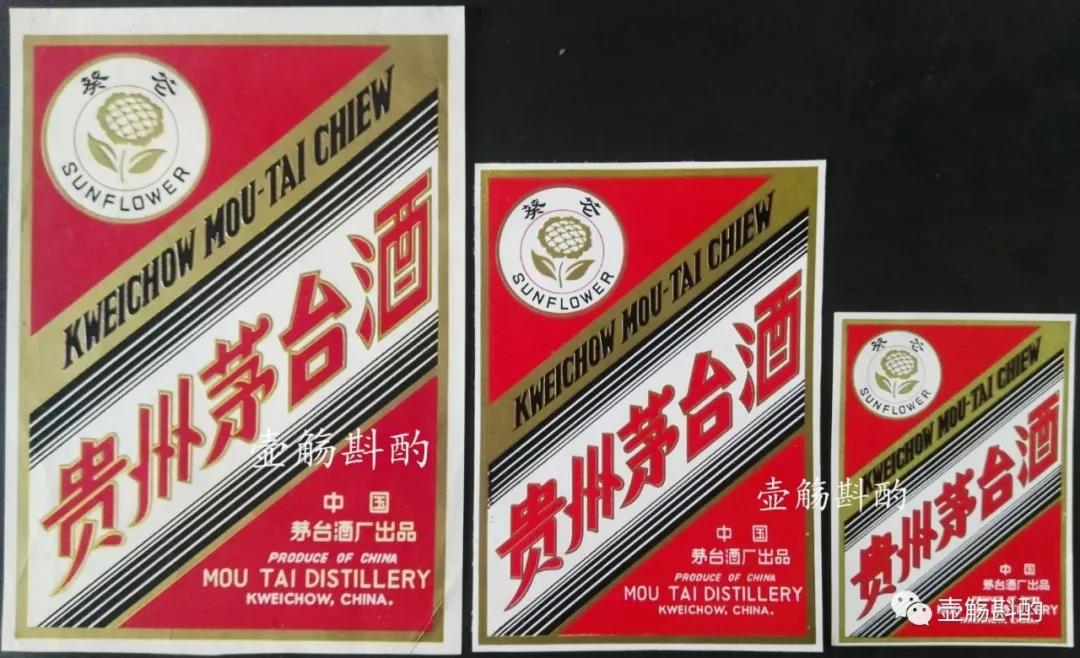 葵花
SUNFLOWER
KWEICHOW MOU-TAI CHIEW
贵州茅台酒
壶觞斟酌
中国
茅台酒厂出品
PRODUCE OF CHINA
MOU TAI DISTILLERY
KWEICHOW, CHINA.
葵花
SUNFLOWER
KWEICHOW MOU-TAI CHIEW
贵州茅台酒
壶觞斟酌
中国
茅台酒厂出品
PRODUCE OF CHINA
MOU TAI DISTILLERY
KWEICHOW, CHINA.
葵花
SUNFLOWER
KWEICHOW MOU-TAI CHIEW
贵州茅台酒
中国
茅台酒厂出品
壶觞斟酌